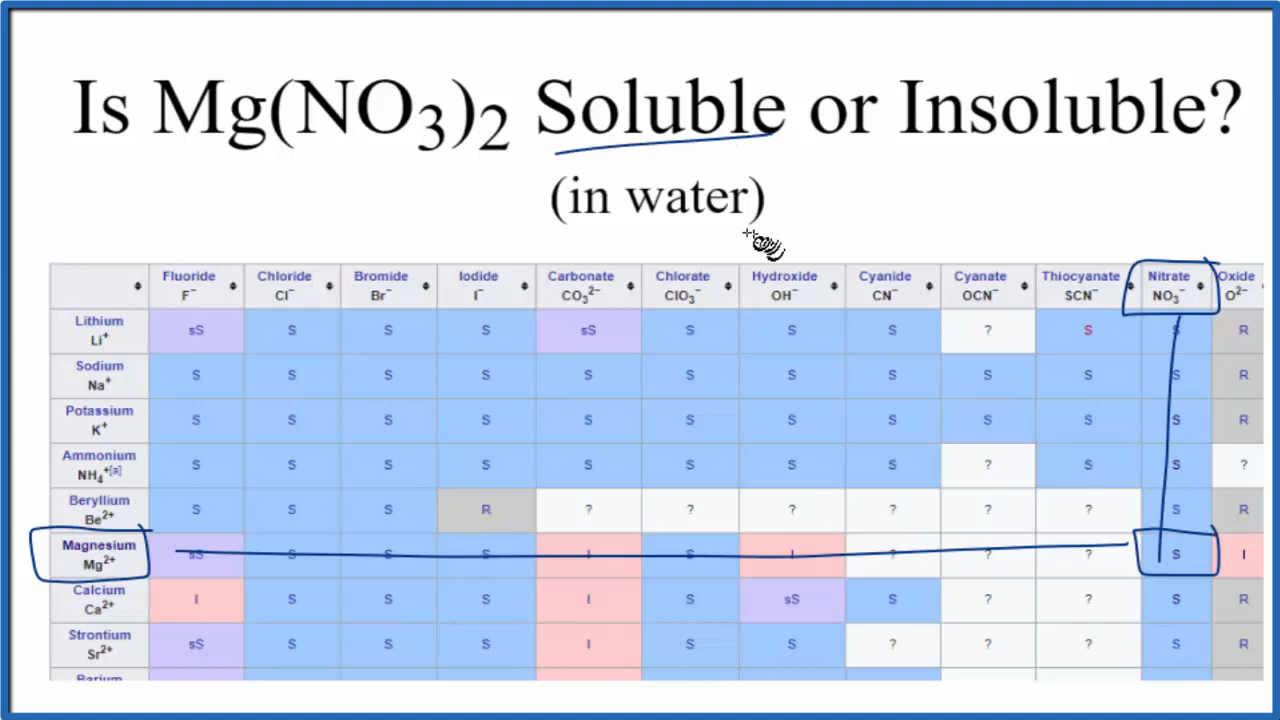 Is Mg(NO₃)₂ Soluble or Insoluble?
(in water)
Fluoride Chloride Bromide Iodide Carbonate Chlorate Hydroxide Cyanide Cyanate Thiocyanate Nitrate Oxide
F⁻ Cl⁻ Br⁻ I⁻ CO₃²⁻ ClO₃⁻ OH⁻ CN⁻ OCN⁻ SCN⁻ NO₃⁻ O²⁻
Lithium
Li⁺ sS S S S sS S S S ? S S R
Sodium
Na⁺ S S S S S S S S S S S R
Potassium
K⁺ S S S S S S S S S S S R
Ammonium
NH₄⁺[a] S S S S S S S S ? S S ?
Beryllium
Be²⁺ S S S R ? ? ? ? ? ? S R
Magnesium
Mg²⁺ sS S S S I S I ? ? ? S I
Calcium
Ca²⁺ I S S S I S sS S ? ? S R
Strontium
Sr²⁺ sS S S S I S S ? ? ? S R
Barium